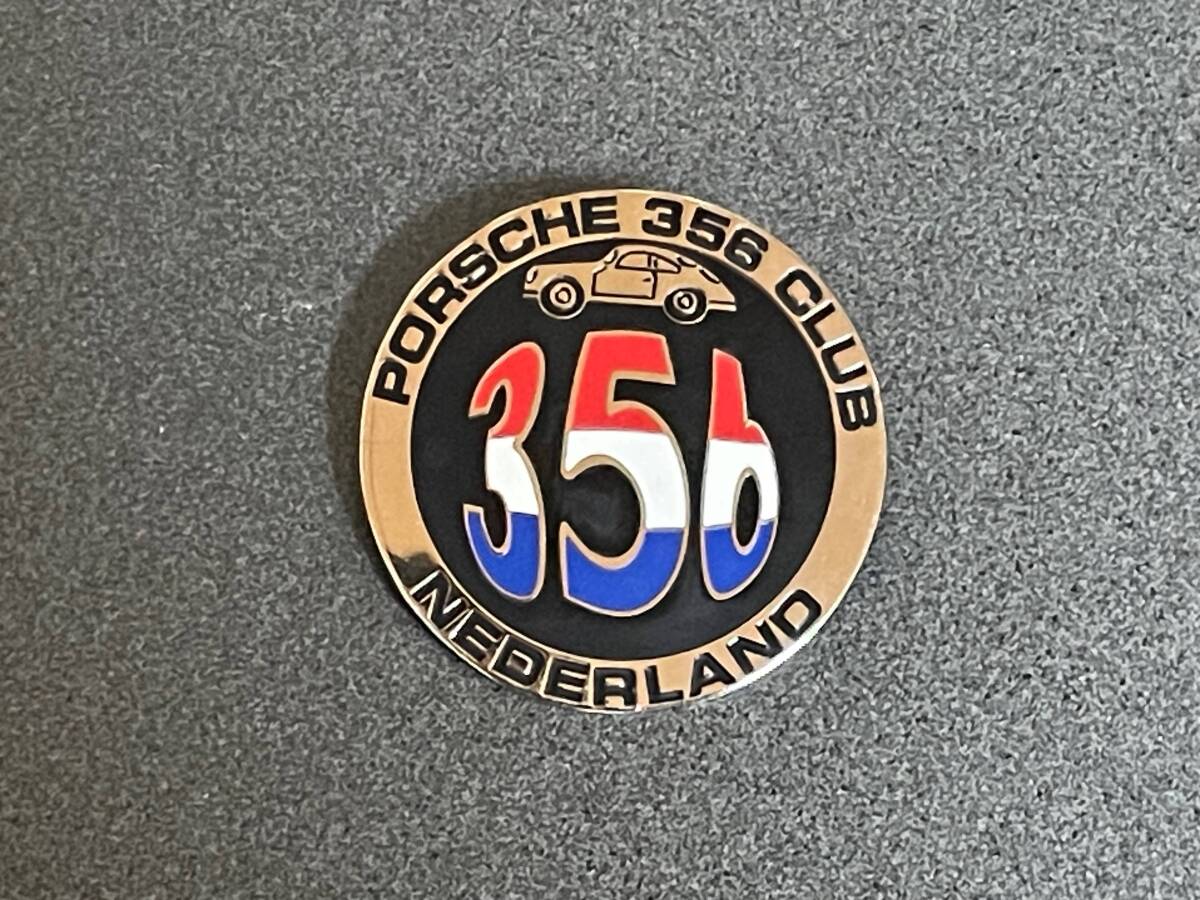 PORSCHE 356 CLUB
356
NEDERLAND